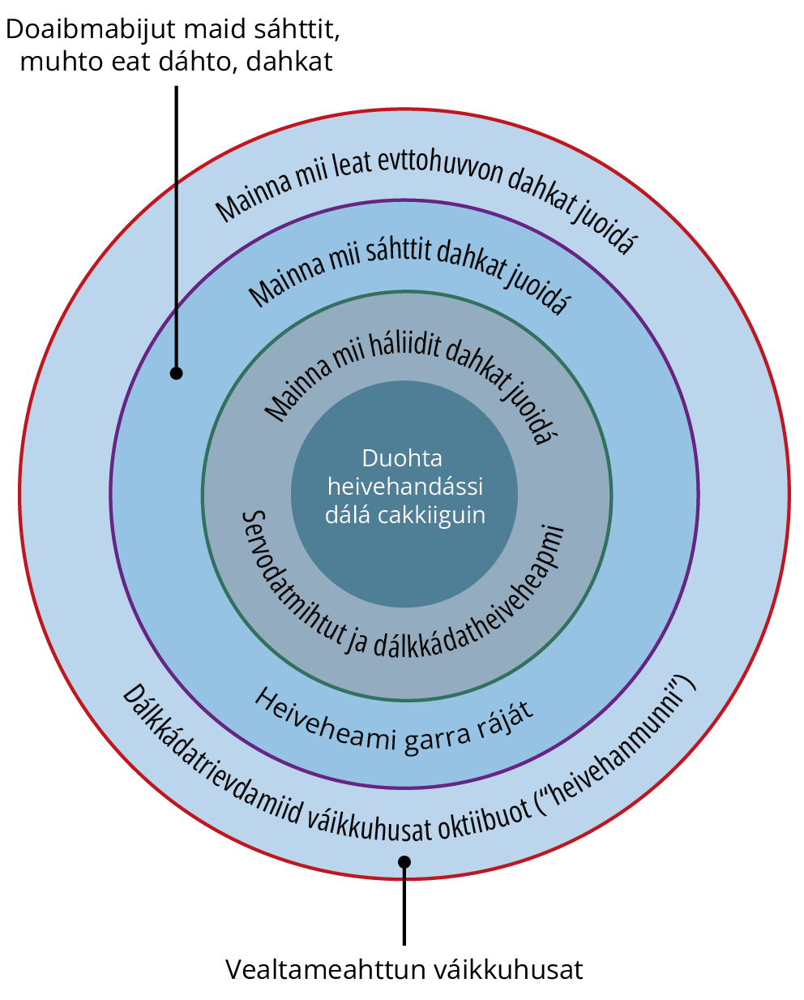 Doaibmabijut maid sáhttit,
muhto eat dáhto, dahkat
Mainna mii leat evttohuvvon dahkat juoidá
Mainna mii sáhttit dahkat juoidá
Mainna mii háliidit dahkat juoidá
Duohta
heivehandássi
dálá cakkiiguin
Servodatmihtut ja dálkkádatheiveheapmi
Heiveheami garra ráját
Dálkkádatrievdamiid váikkuhusat oktiibuot (“heivehanmunni”)
Vealtameahttun váikkuhusat